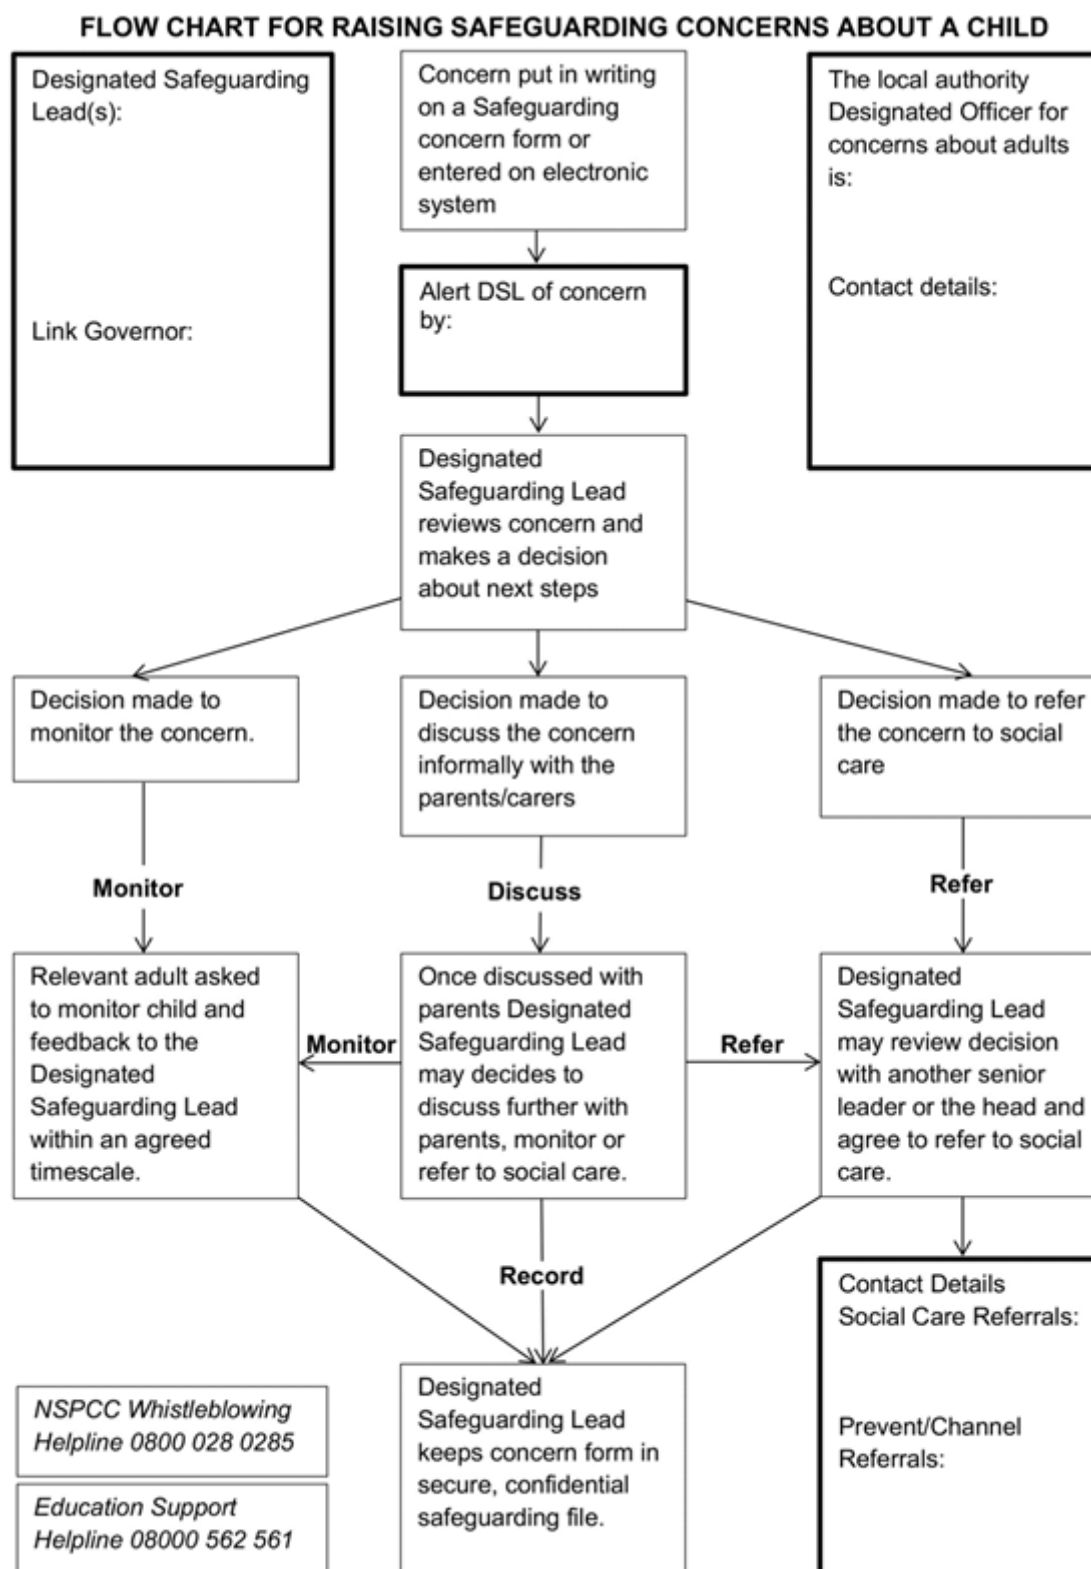 FLOW CHART FOR RAISING SAFEGUARDING CONCERNS ABOUT A CHILD
Designated Safeguarding
Lead(s):
Link Governor:
Concern put in writing
on a Safeguarding
concern form or
entered on electronic
system
The local authority
Designated Officer for
concerns about adults
is:
Contact details:
Alert DSL of concern
by:
Designated
Safeguarding Lead
reviews concern and
makes a decision
about next steps
Decision made to
monitor the concern.
Decision made to
discuss the concern
informally with the
parents/carers
Decision made to refer
the concern to social
care
Monitor
Discuss
Refer
Relevant adult asked
to monitor child and
feedback to the
Designated
Safeguarding Lead
within an agreed
timescale.
Monitor
Once discussed with
parents Designated
Safeguarding Lead
may decides to
discuss further with
parents, monitor or
refer to social care.
Refer
Designated
Safeguarding Lead
may review decision
with another senior
leader or the head and
agree to refer to social
care.
Record
Contact Details
Social Care Referrals:
Prevent/Channel
Referrals:
NSPCC Whistleblowing
Helpline 0800 028 0285
Education Support
Helpline 08000 562 561
Designated
Safeguarding Lead
keeps concern form in
secure, confidential
safeguarding file.